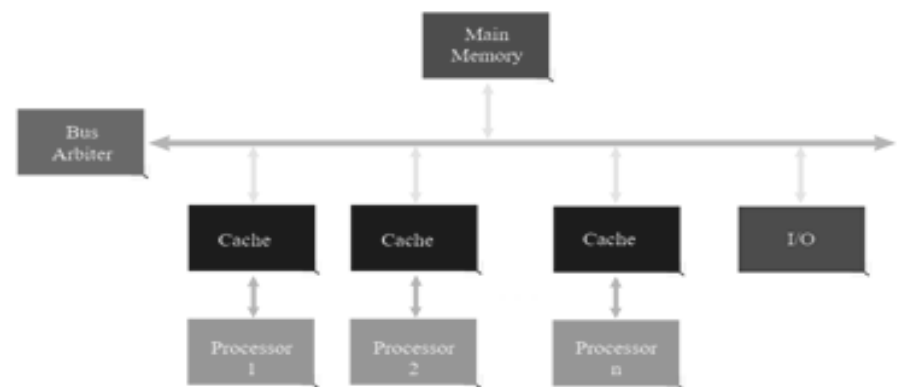 Main
Memory
Bus
Arbiter
Cache
Cache
Cache
I/O
Processor
1
Processor
2
Processor
n